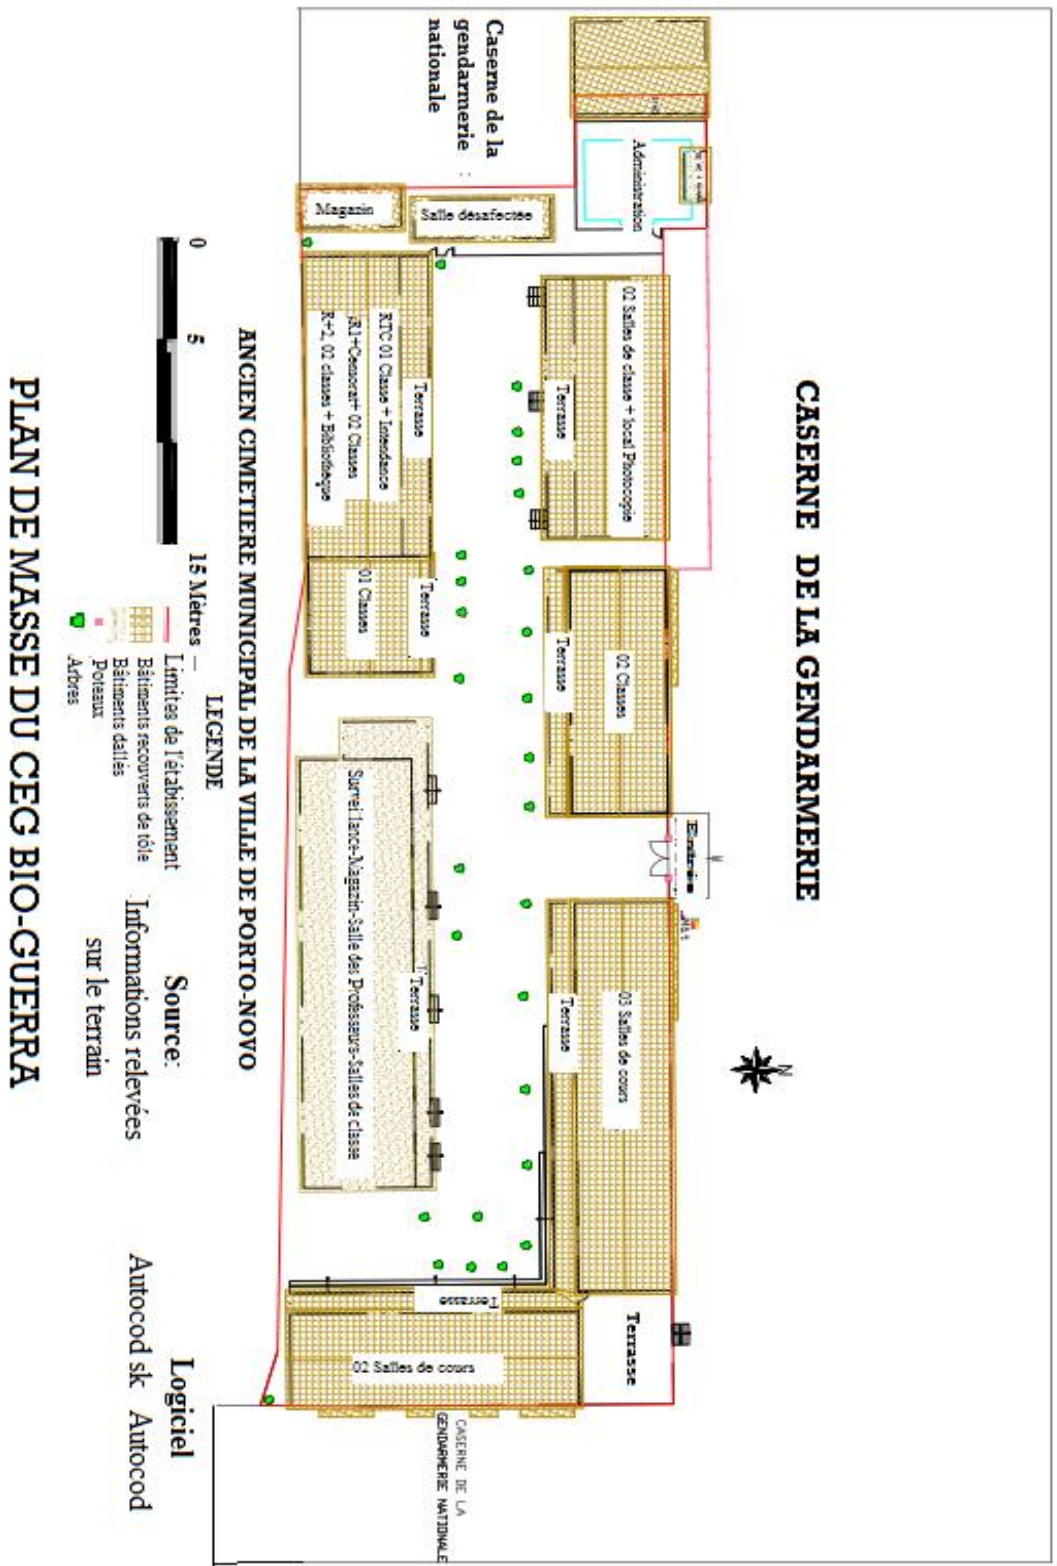 CASERNE DE LA GENDARMERIE
Caserne de la
gendarmerie :
nationale
Administration
Magazin
Salle désafectée
02 Salles de classe + local Photocopie
Terrasse
02 Classes
Terrasse
03 Salles de cours
Terrasse
Terrasse
N
Terrasse
RTC 01 Classe + Intendance
R1+Censorat+ 02 Classes
R+2, 02 classes + Bibliothèque
Terrasse
01 Classes
Terrasse
Survei lance-Magazin-Salle des Professeurs-Salles de classe
Terrasse
02 Salles de cours
CASERNE DE LA
GENDARMERIE NATIONALE
ANCIEN CIMETIERE MUNICIPAL DE LA VILLE DE PORTO-NOVO
0 5 15 Mètres
LEGENDE
Limites de l'étabissement
Bâtiments recouverts de tôle
Bâtiments dallés
Poteaux
Arbres
Source:
Informations relevées
sur le terrain
Logiciel
Autocod sk Autocod
PLAN DE MASSE DU CEG BIO-GUERRA